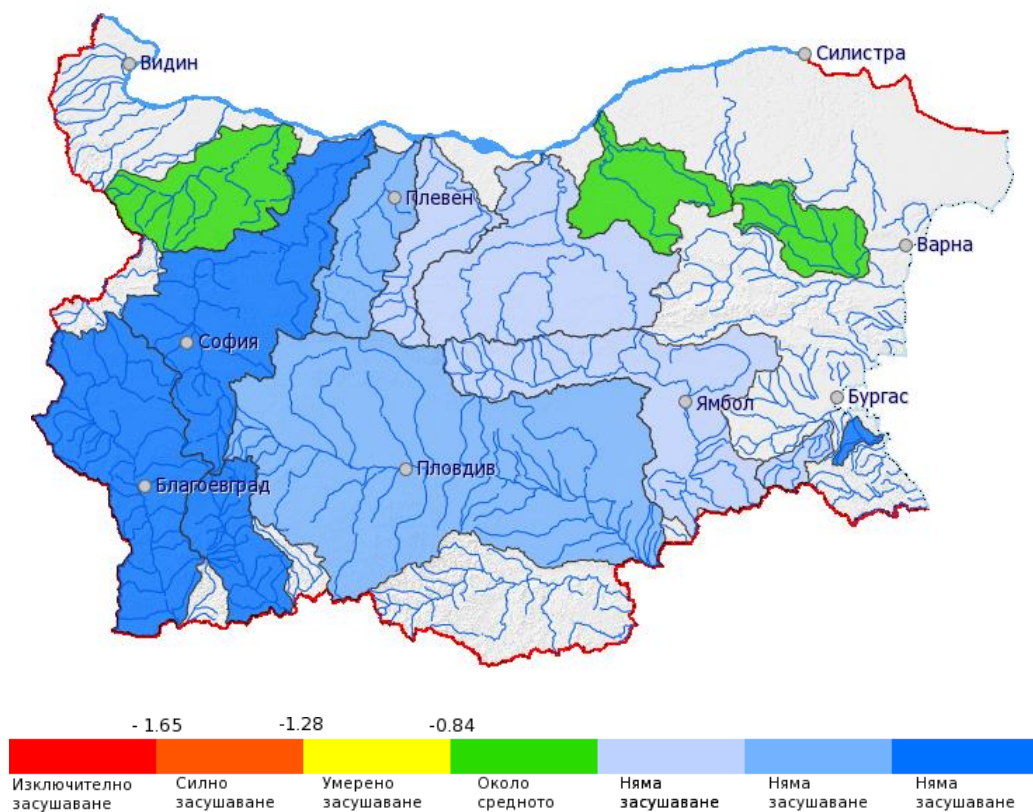 Видин
Силистра
Плевен
Варна
София
Ямбол
Бургас
Пловдив
Благоевград
- 1.65
-1.28
-0.84
Изключително
засушаване
Силно
засушаване
Умерено
засушаване
Около
средното
Няма
засушаване
Няма
засушаване
Няма
засушаване